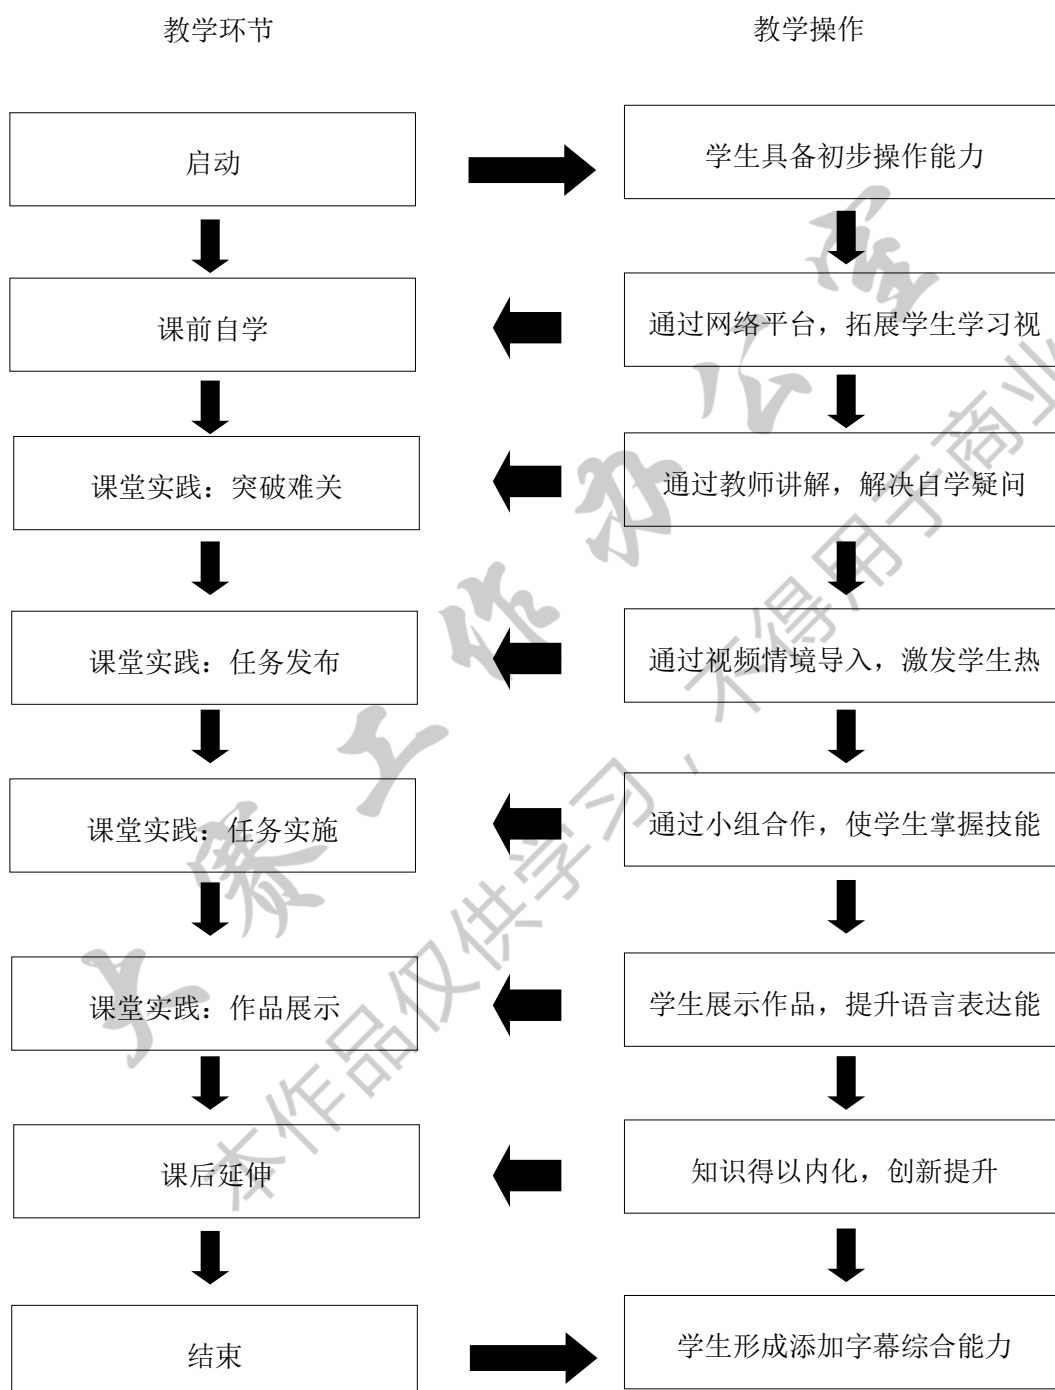 教学环节
教学操作
启动
学生具备初步操作能力
课前自学
通过网络平台，拓展学生学习视
课堂实践：突破难关
通过教师讲解，解决自学疑问
课堂实践：任务发布
通过视频情境导入，激发学生热
课堂实践：任务实施
通过小组合作，使学生掌握技能
课堂实践：作品展示
学生展示作品，提升语言表达能
课后延伸
知识得以内化，创新提升
结束
学生形成添加字幕综合能力
大赛工作办公室
本作品仅供学习，不得用于商业